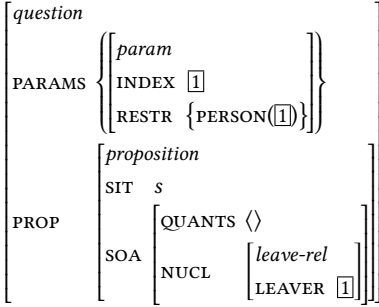 question
PARAMS { [ param
INDEX 1
RESTR {PERSON(1)} ] }
PROP [ proposition
SIT s
SOA [ QUANTS ⟨⟩
NUCL [ leave-rel
LEAVER 1 ] ] ]